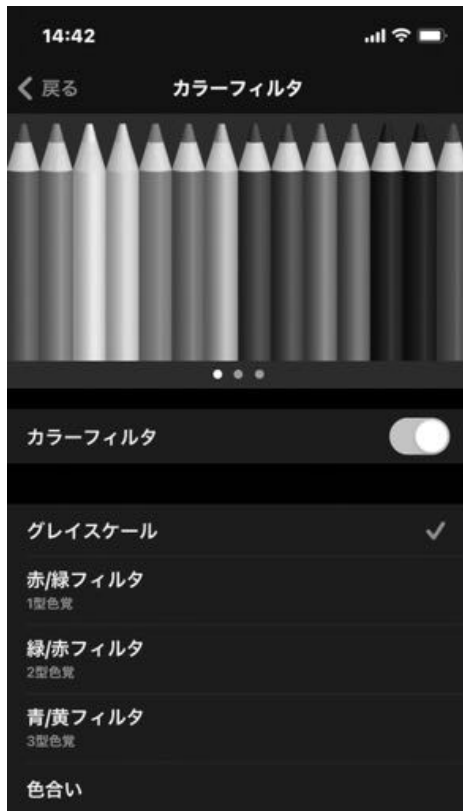 14:42
戻る
カラーフィルタ
カラーフィルタ
グレイスケール
赤/緑フィルタ
1型色覚
緑/赤フィルタ
2型色覚
青/黄フィルタ
3型色覚
色合い